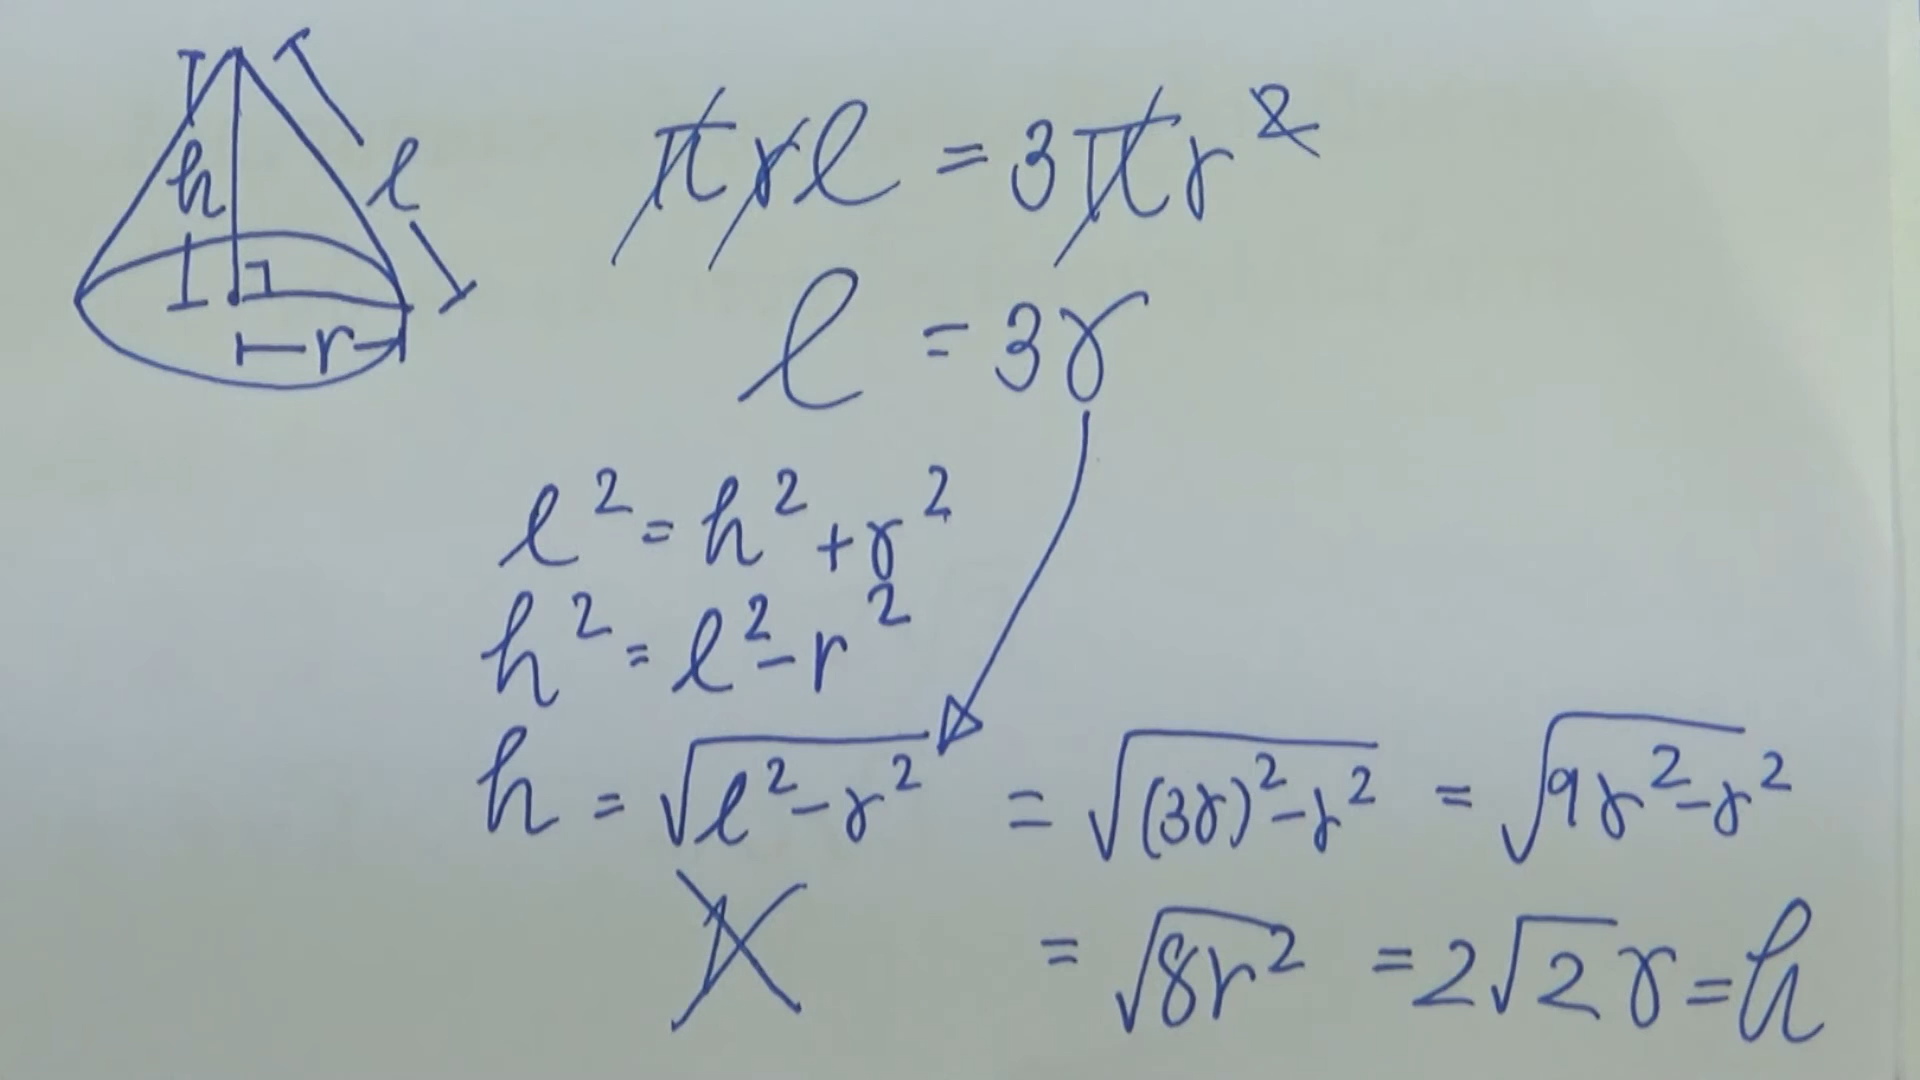 h
l
r
πrl = 3πr²
l = 3r
l² = h² + r²
h² = l² - r²
h = √(l² - r²) = √((3r)² - r²) = √(9r² - r²)
= √(8r²) = 2√2 r = h